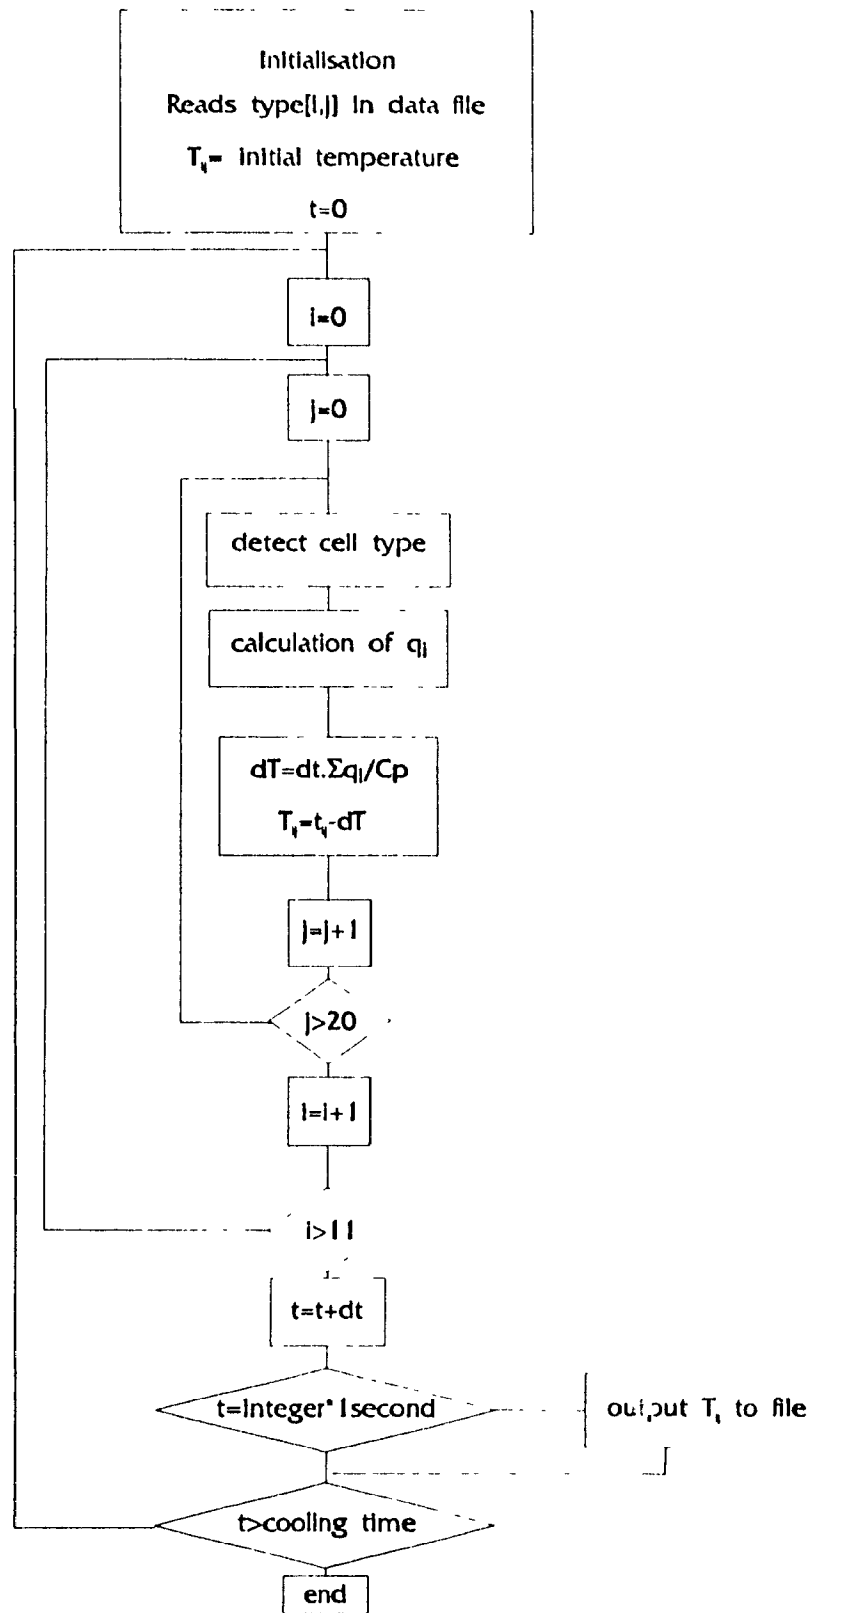 Initialisation
Reads type[i,j] in data file
Tij= initial temperature
t=0
i=0
j=0
detect cell type
calculation of qi
dT=dt.Σqi/Cp
Tij=tij-dT
j=j+1
j>20
i=i+1
i>11
t=t+dt
t=integer*1second
output Tij to file
t>cooling time
end